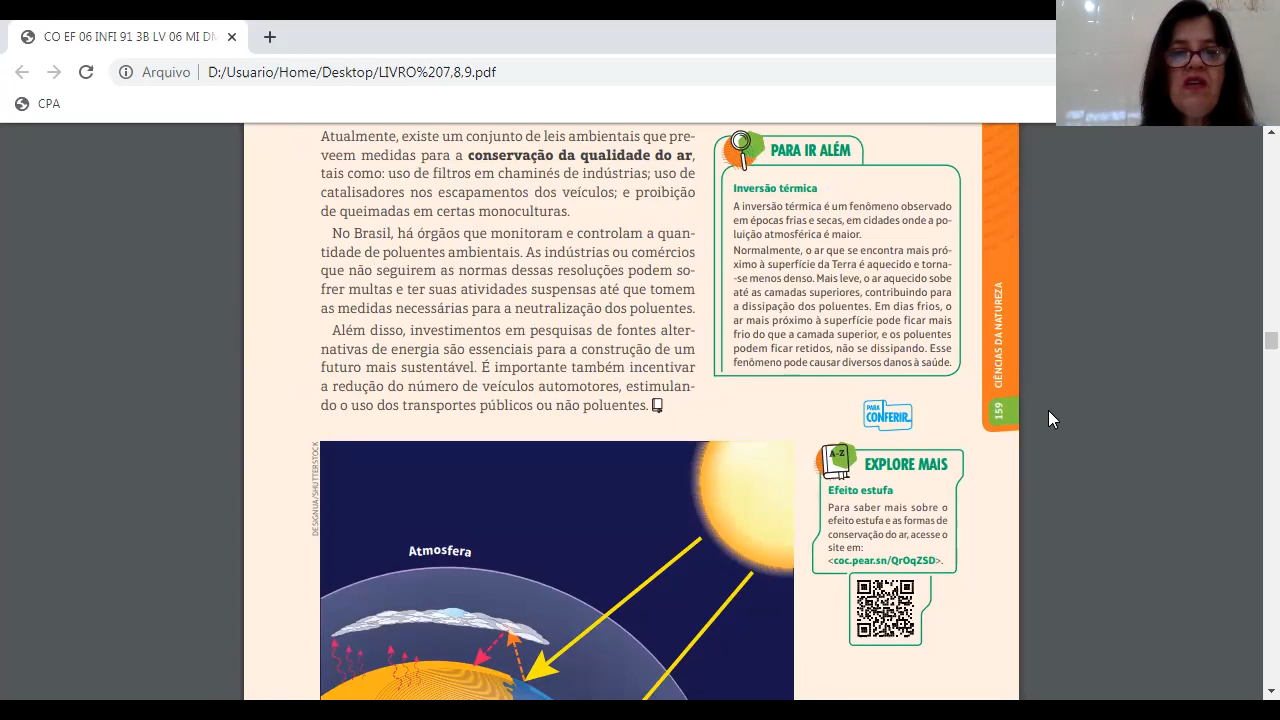 CO EF 06 INFI 91 3B LV 06 MI DM
Arquivo D:/Usuario/Home/Desktop/LIVRO%207,8,9.pdf
CPA
Atualmente, existe um conjunto de leis ambientais que pre-
veem medidas para a conservação da qualidade do ar,
tais como: uso de filtros em chaminés de indústrias; uso de
catalisadores nos escapamentos dos veículos; e proibição
de queimadas em certas monoculturas.
No Brasil, há órgãos que monitoram e controlam a quan-
tidade de poluentes ambientais. As indústrias ou comércios
que não seguirem as normas dessas resoluções podem so-
frer multas e ter suas atividades suspensas até que tomem
as medidas necessárias para a neutralização dos poluentes.
Além disso, investimentos em pesquisas de fontes alter-
nativas de energia são essenciais para a construção de um
futuro mais sustentável. É importante também incentivar
a redução do número de veículos automotores, estimulan-
do o uso dos transportes públicos ou não poluentes.
PARA IR ALÉM
Inversão térmica
A inversão térmica é um fenômeno observado
em épocas frias e secas, em cidades onde a po-
luição atmosférica é maior.
Normalmente, o ar que se encontra mais pró-
ximo à superfície da Terra é aquecido e torna-
-se menos denso. Mais leve, o ar aquecido sobe
até as camadas superiores, contribuindo para
a dissipação dos poluentes. Em dias frios, o
ar mais próximo à superfície pode ficar mais
frio do que a camada superior, e os poluentes
podem ficar retidos, não se dissipando. Esse
fenômeno pode causar diversos danos à saúde.
CIÊNCIAS DA NATUREZA
159
PARA
CONFERIR
DESIGNUA/SHUTTERSTOCK
Atmosfera
A-Z
EXPLORE MAIS
Efeito estufa
Para saber mais sobre o
efeito estufa e as formas de
conservação do ar, acesse o
site em:
<coc.pear.sn/QrOqZSD>.